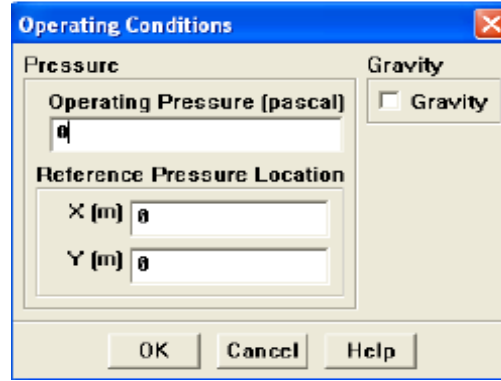 Operating Conditions
Pressure
Operating Pressure (pascal)
0
Reference Pressure Location
X (m) 0
Y (m) 0
Gravity
Gravity
OK Cancel Help